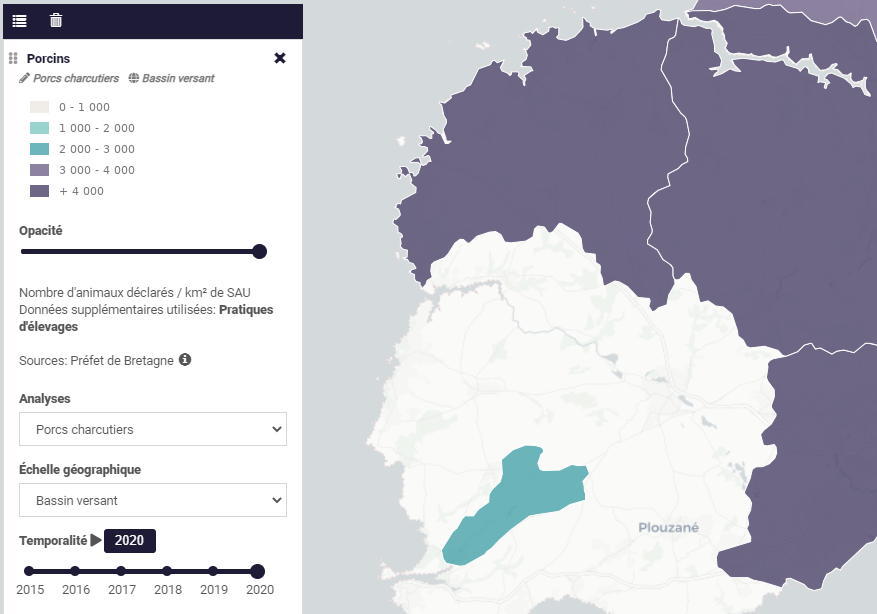 Porcins
Porcs charcutiers Bassin versant
0 - 1 000
1 000 - 2 000
2 000 - 3 000
3 000 - 4 000
+ 4 000
Opacité
Nombre d'animaux déclarés / km² de SAU
Données supplémentaires utilisées: Pratiques
d'élevages
Sources: Préfet de Bretagne
Analyses
Porcs charcutiers
Échelle géographique
Bassin versant
Temporalité 2020
2015 2016 2017 2018 2019 2020
Plouzané